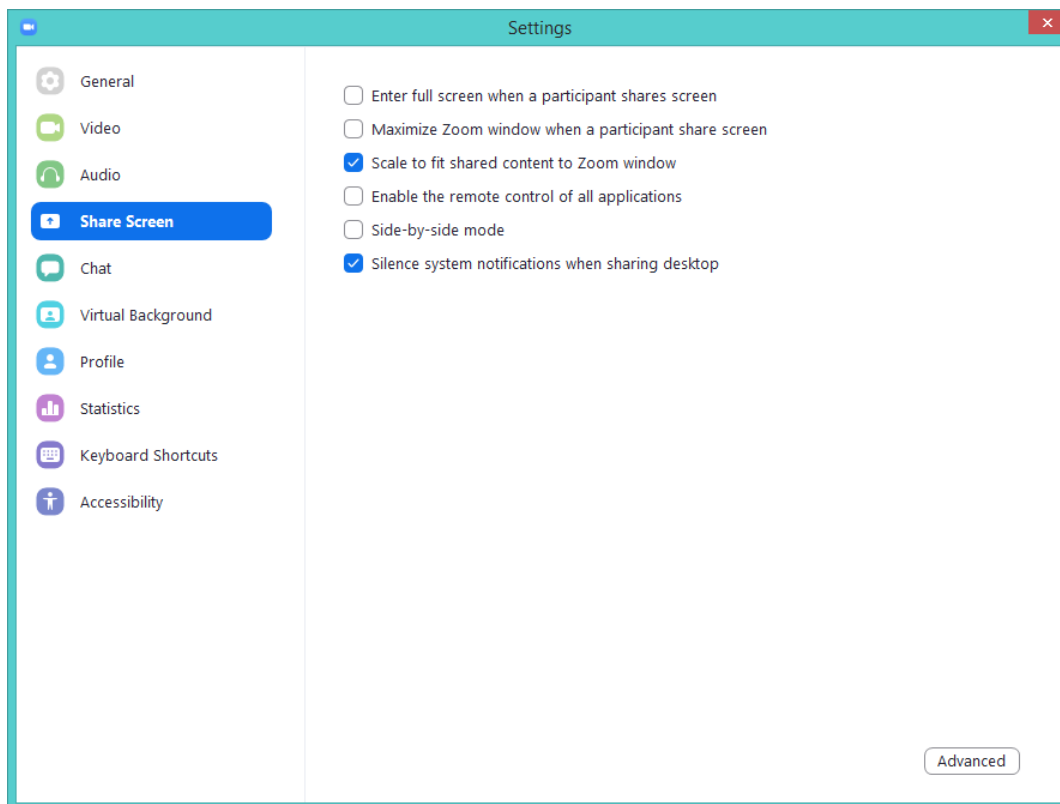 Settings
General
Video
Audio
Share Screen
Chat
Virtual Background
Profile
Statistics
Keyboard Shortcuts
Accessibility
Enter full screen when a participant shares screen
Maximize Zoom window when a participant share screen
Scale to fit shared content to Zoom window
Enable the remote control of all applications
Side-by-side mode
Silence system notifications when sharing desktop
Advanced